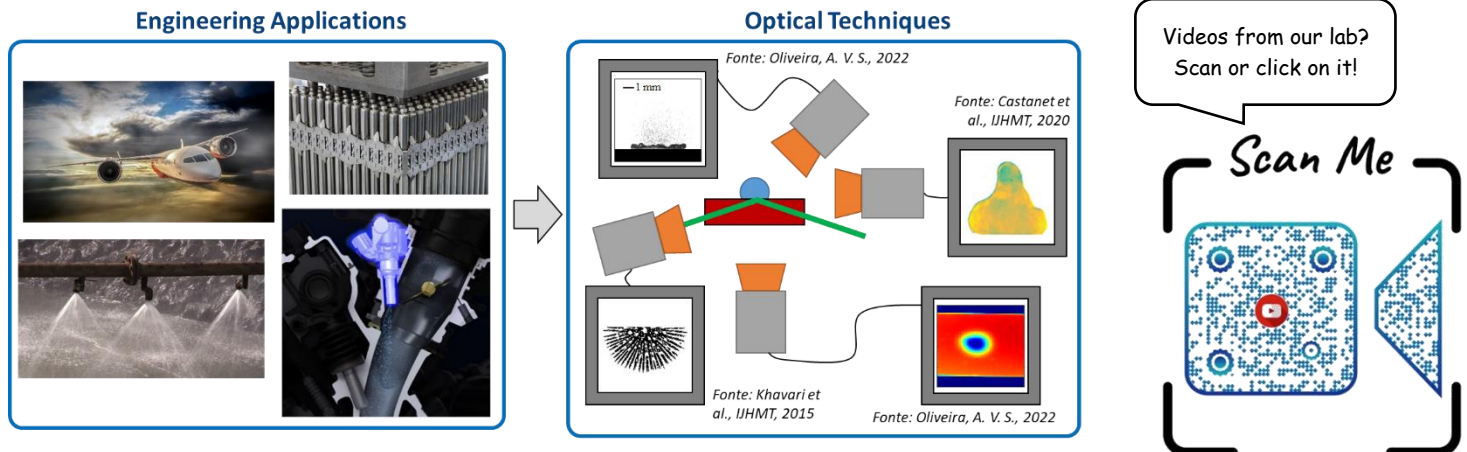 Engineering Applications
Optical Techniques
Fonte: Oliveira, A. V. S., 2022
1 mm
Fonte: Castanet et
al., IJHMT, 2020
Fonte: Khavari et
al., IJHMT, 2015
Fonte: Oliveira, A. V. S., 2022
Videos from our lab?
Scan or click on it!
Scan Me